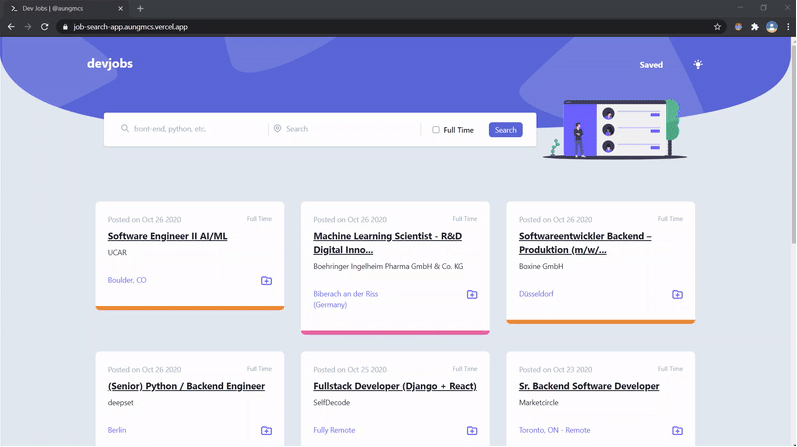 Dev Jobs | @aungmcs
job-search-app.aungmcs.vercel.app
devjobs
Saved
front-end, python, etc.
Search
Full Time
Search
Posted on Oct 26 2020
Full Time
Software Engineer II AI/ML
UCAR
Boulder, CO
Posted on Oct 26 2020
Full Time
Machine Learning Scientist - R&D
Digital Inno...
Boehringer Ingelheim Pharma GmbH & Co. KG
Biberach an der Riss
(Germany)
Posted on Oct 26 2020
Full Time
Softwareentwickler Backend –
Produktion (m/w/...
Boxine GmbH
Düsseldorf
Posted on Oct 26 2020
Full Time
(Senior) Python / Backend Engineer
deepset
Berlin
Posted on Oct 25 2020
Full Time
Fullstack Developer (Django + React)
SelfDecode
Fully Remote
Posted on Oct 23 2020
Full Time
Sr. Backend Software Developer
Marketcircle
Toronto, ON - Remote